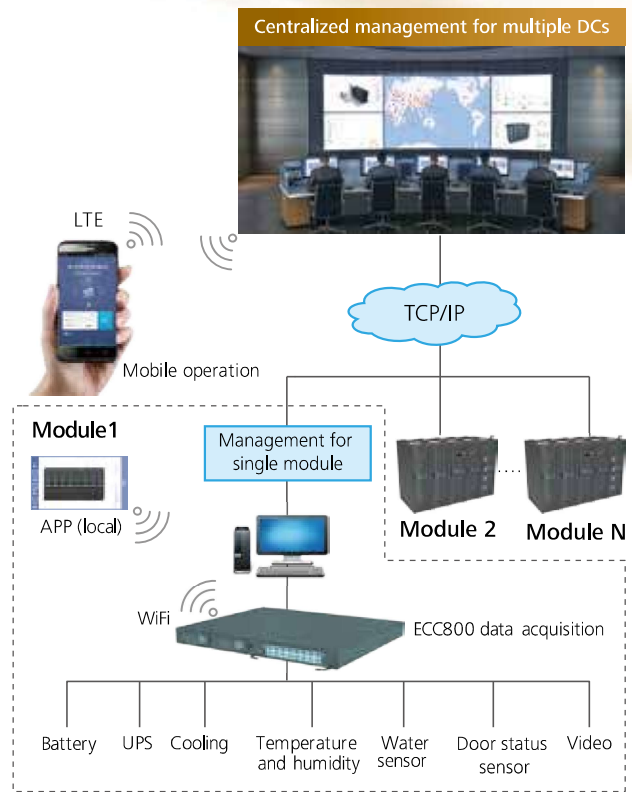 Centralized management for multiple DCs
LTE
TCP/IP
Mobile operation
Module1
Management for
single module
APP (local)
Module 2
.....
Module N
WiFi
ECC800 data acquisition
Battery
UPS
Cooling
Temperature
and humidity
Water
sensor
Door status
sensor
Video